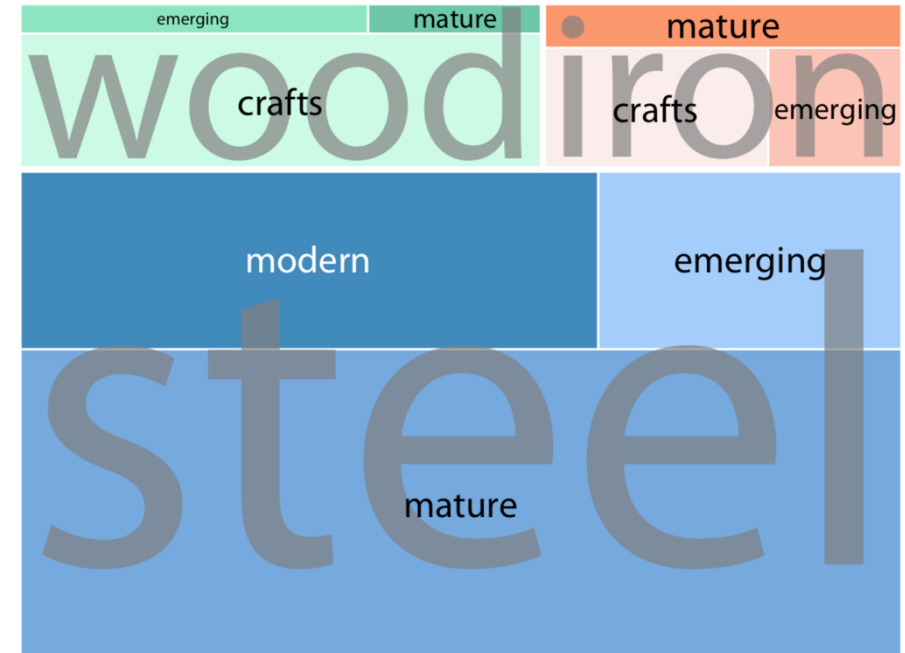 emerging
mature
wood
crafts
mature
iron
crafts
emerging
modern
emerging
steel
mature